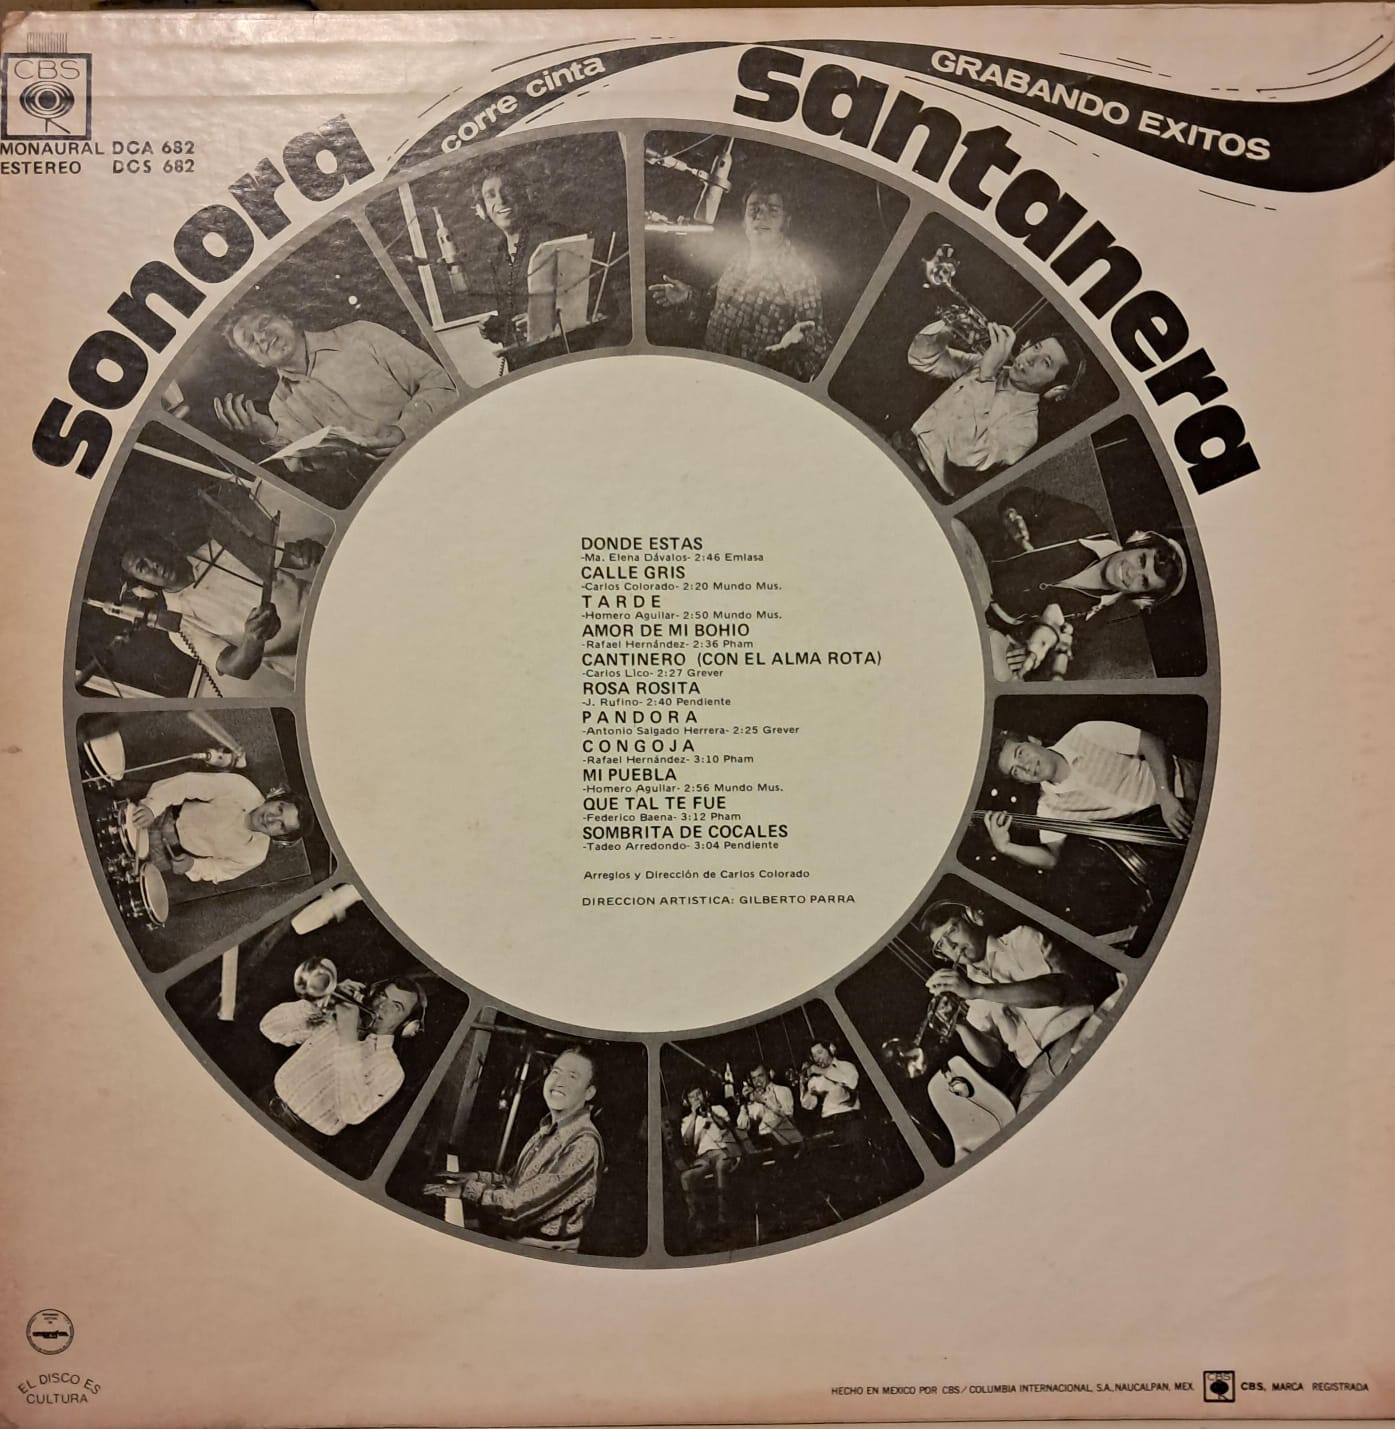 CBS
MONAURAL DCA 682
ESTEREO DCS 682
sonora santanera
corre cinta
GRABANDO EXITOS
DONDE ESTAS
-Ma. Elena Dávalos- 2:46 Emlasa
CALLE GRIS
-Carlos Colorado- 2:20 Mundo Mus.
TARDE
-Homero Aguilar- 2:50 Mundo Mus.
AMOR DE MI BOHIO
-Rafael Hernández- 2:36 Pham
CANTINERO (CON EL ALMA ROTA)
-Carlos Lico- 2:27 Grever
ROSA ROSITA
-J. Rufino- 2:40 Pendiente
PANDORA
-Antonio Salgado Herrera- 2:25 Grever
CONGOJA
-Rafael Hernández- 3:10 Pham
MI PUEBLA
-Homero Aguilar- 2:56 Mundo Mus.
QUE TAL TE FUE
-Federico Baena- 3:12 Pham
SOMBRITA DE COCALES
-Tadeo Arredondo- 3:04 Pendiente
Arreglos y Dirección de Carlos Colorado
DIRECCION ARTISTICA: GILBERTO PARRA
EL DISCO ES
CULTURA
HECHO EN MEXICO POR CBS/COLUMBIA INTERNACIONAL, S.A., NAUCALPAN, MEX. CBS CBS, MARCA REGISTRADA